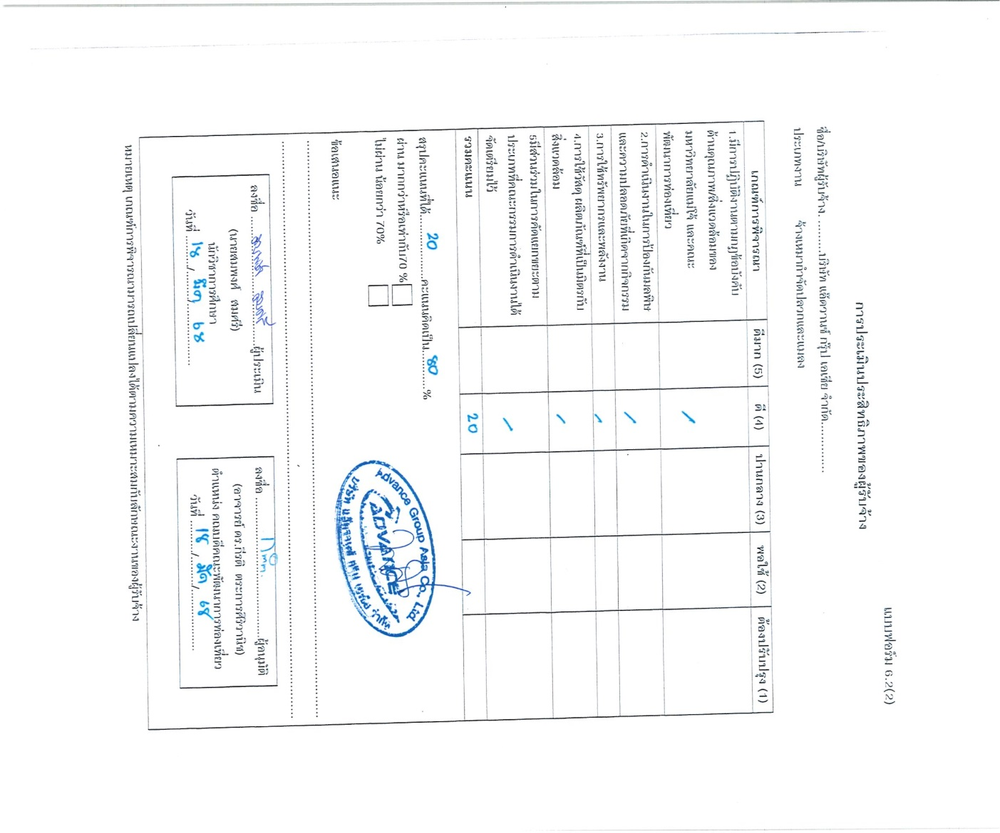 แบบฟอร์ม 6.2(2)
การประเมินประสิทธิภาพของผู้รับจ้าง
ชื่อ/บริษัทผู้รับจ้าง. ..........บริษัท แอ็ดวานซ์ กรุ๊ป เอเชีย จำกัด...............
ประเภทงาน จ้างเหมากำจัดปลวกและแมลง
เกณฑ์การพิจารณา ดีมาก (5) ดี (4) ปานกลาง (3) พอใช้ (2) ต้องปรับปรุง (1)
1.มีการปฏิบัติงานตามกฎข้อบังคับ
ด้านคุณภาพ/สิ่งแวดล้อมของ
มหาวิทยาลัยแม่โจ้ และคณะ
พัฒนาการท่องเที่ยว /
2.การดำเนินงานในการป้องกันมลพิษ
และความปลอดภัยที่เกิดจากกิจกรรม /
3.การใช้ทรัพยากรและพลังงาน /
4.การใช้วัสดุ ผลิตภัณฑ์ที่เป็นมิตรกับ
สิ่งแวดล้อม /
5มีส่วนร่วมในการคัดแยกขยะตาม
ประเภทที่คณะกรรมการดำเนินงานได้
จัดเตรียมไว้ /
รวมคะแนน 20
สรุปคะแนนที่ได้..........20..........คะแนนคิดเป็น...80...%
ผ่าน มากกว่าหรือเท่ากับ70 %
ไม่ผ่าน น้อยกว่า 70%
Advance Group Asia Co., Ltd.
ADVANCE
บริษัท แอ็ดวานซ์ กรุ๊ป เอเชีย จำกัด
ข้อเสนอแนะ
ลงชื่อ ....................ผู้ประเมิน
(นายสมพงศ์ สมศรี)
นักวิชาการศึกษา
วันที่ ...18.../...มีค...68...
ลงชื่อ ....................ผู้อนุมัติ
(อาจารย์ ดร.กีรติ ตระการศิริวานิช)
ตำแหน่ง คณบดีคณะพัฒนาการท่องเที่ยว
วันที่ ...18.../...มีค.../...68...
หมายเหตุ เกณฑ์การพิจารณามารถเปลี่ยนแปลงได้ตามความเหมาะสมกับลักษณะงานของผู้รับจ้าง